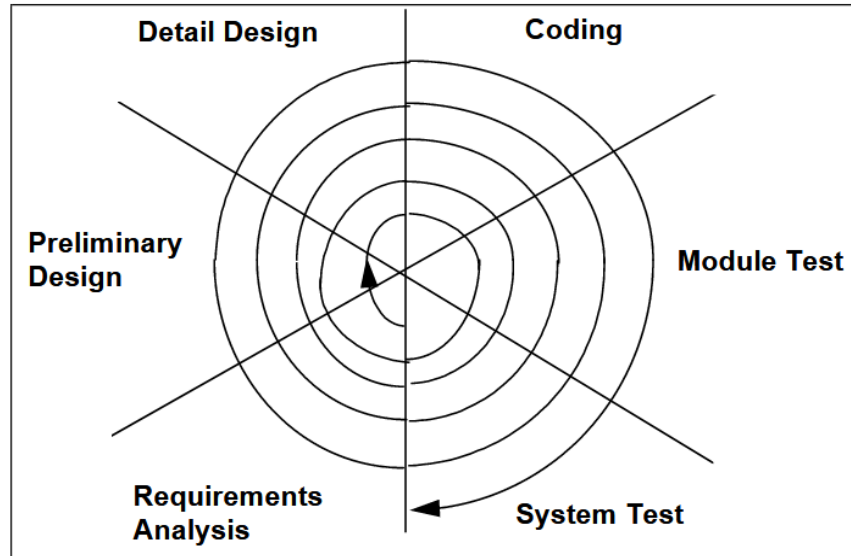 Detail Design
Coding
Preliminary
Design
Module Test
Requirements
Analysis
System Test